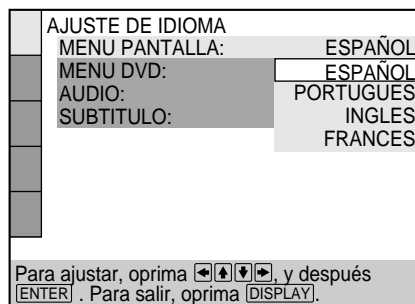 AJUSTE DE IDIOMA
MENU PANTALLA: ESPAÑOL
MENU DVD: ESPAÑOL
AUDIO: PORTUGUES
SUBTITULO: INGLES
FRANCES
Para ajustar, oprima ←↑↓→, y después
ENTER . Para salir, oprima DISPLAY.